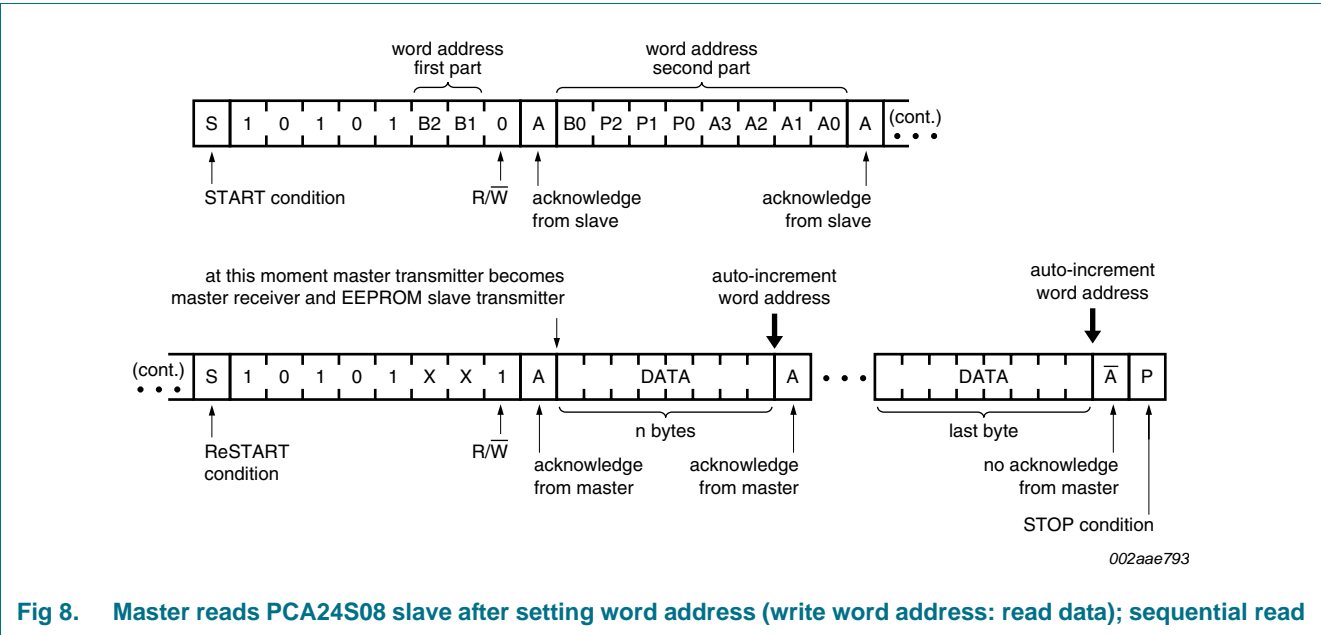 word address
first part
word address
second part
S 1 0 1 0 1 B2 B1 0 A B0 P2 P1 P0 A3 A2 A1 A0 A (cont.)
START condition
R/W̅
acknowledge
from slave
acknowledge
from slave
at this moment master transmitter becomes
master receiver and EEPROM slave transmitter
auto-increment
word address
auto-increment
word address
(cont.) S 1 0 1 0 1 X X 1 A DATA A DATA A̅ P
n bytes
last byte
ReSTART
condition
R/W̅
acknowledge
from master
acknowledge
from master
no acknowledge
from master
STOP condition
002aae793
Fig 8. Master reads PCA24S08 slave after setting word address (write word address: read data); sequential read